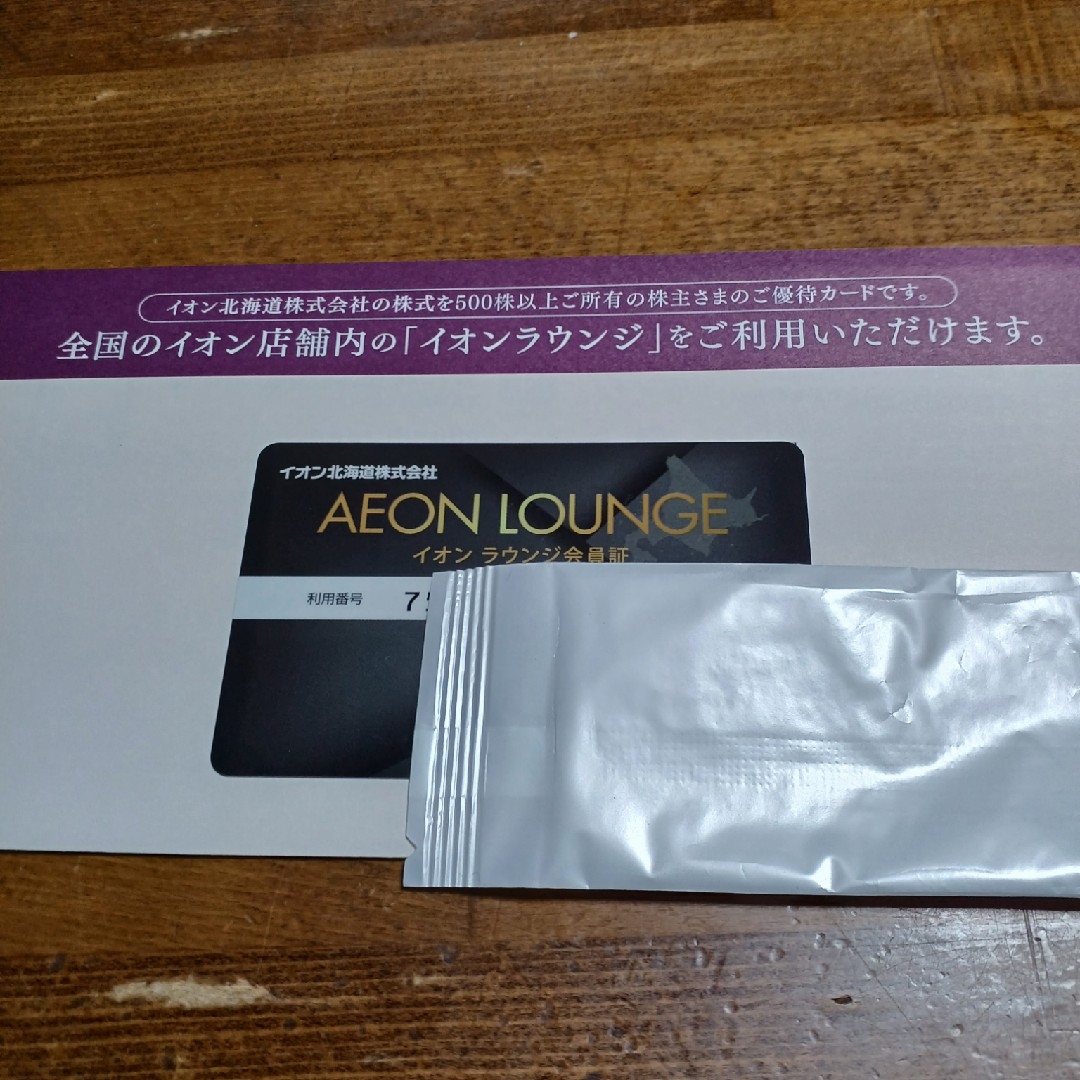 イオン北海道株式会社の株式を500株以上ご所有の株主さまのご優待カードです。
全国のイオン店舗内の「イオンラウンジ」をご利用いただけます。
イオン北海道株式会社
AEON LOUNGE
イオン ラウンジ会員証
利用番号 7